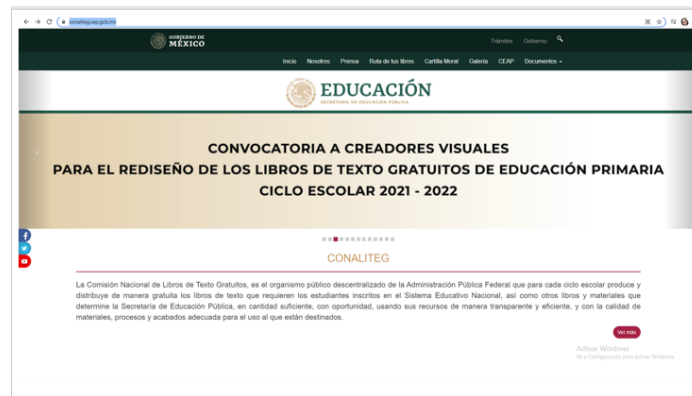 conaliteg.sep.gob.mx
GOBIERNO DE
MÉXICO
Trámites Gobierno
Inicio Nosotros Prensa Ruta de tus libros Cartilla Moral Galería CEAP Documentos
EDUCACIÓN
SECRETARÍA DE EDUCACIÓN PÚBLICA
CONVOCATORIA A CREADORES VISUALES
PARA EL REDISEÑO DE LOS LIBROS DE TEXTO GRATUITOS DE EDUCACIÓN PRIMARIA
CICLO ESCOLAR 2021 - 2022
CONALITEG
La Comisión Nacional de Libros de Texto Gratuitos, es el organismo público descentralizado de la Administración Pública Federal que para cada ciclo escolar produce y
distribuye de manera gratuita los libros de texto que requieren los estudiantes inscritos en el Sistema Educativo Nacional, así como otros libros y materiales que
determine la Secretaría de Educación Pública, en cantidad suficiente, con oportunidad, usando sus recursos de manera transparente y eficiente, y con la calidad de
materiales, procesos y acabados adecuada para el uso al que están destinados.
Ver más
Activar Windows
Ve a Configuración para activar Windows.